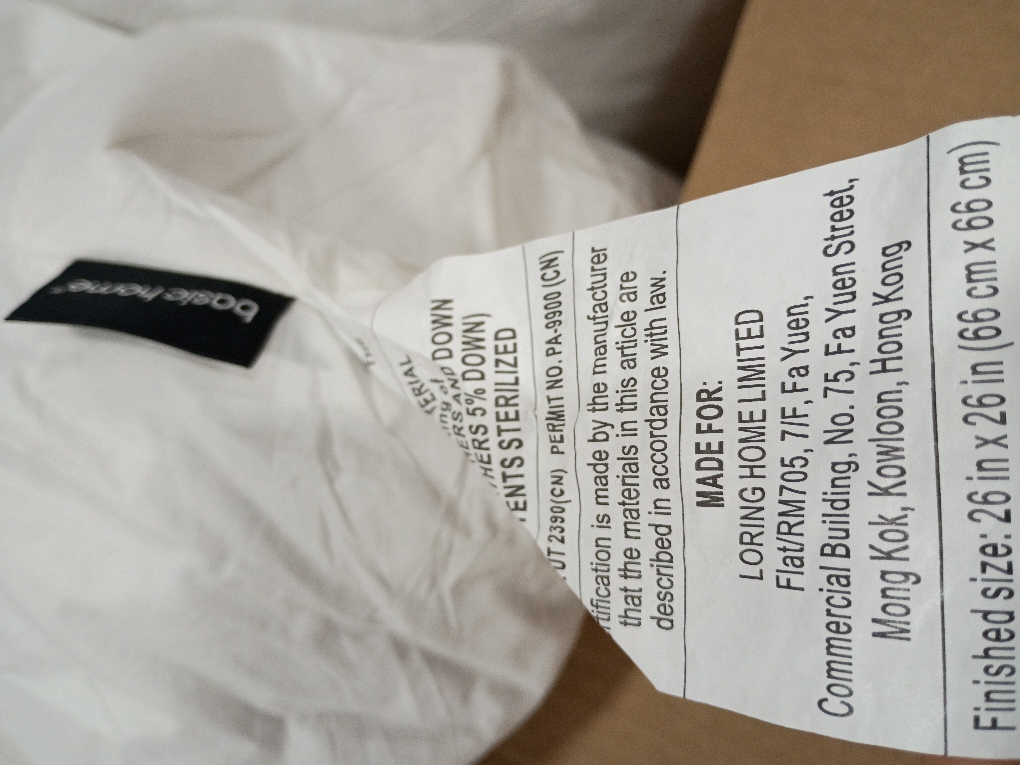 basic home
TERIAL
ERS AND DOWN
HERS 5% DOWN)
TENTS STERILIZED
UT 2390(CN) PERMIT NO. PA-9900 (CN)
rtification is made by the manufacturer
that the materials in this article are
described in accordance with law.
MADE FOR:
LORING HOME LIMITED
Flat/RM705, 7/F, Fa Yuen,
Commercial Building, No. 75, Fa Yuen Street,
Mong Kok, Kowloon, Hong Kong
Finished size: 26 in x 26 in (66 cm x 66 cm)